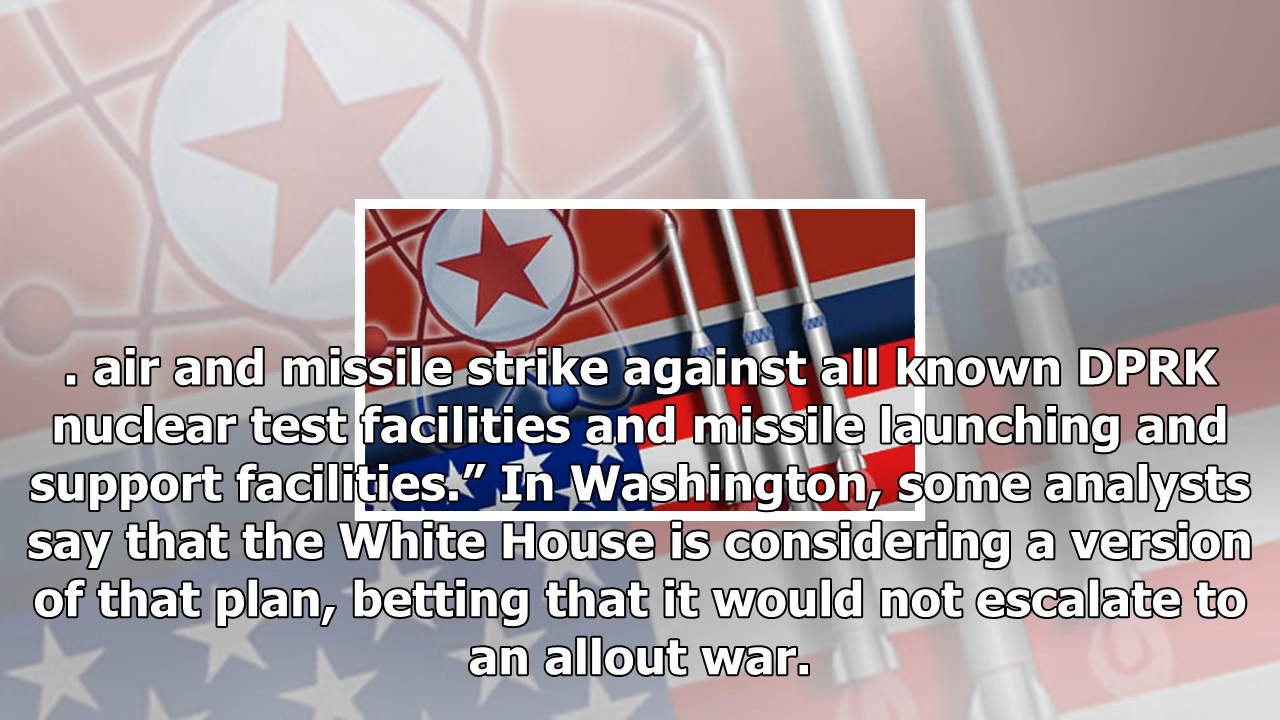 . air and missile strike against all known DPRK
nuclear test facilities and missile launching and
support facilities.” In Washington, some analysts
say that the White House is considering a version
of that plan, betting that it would not escalate to
an allout war.